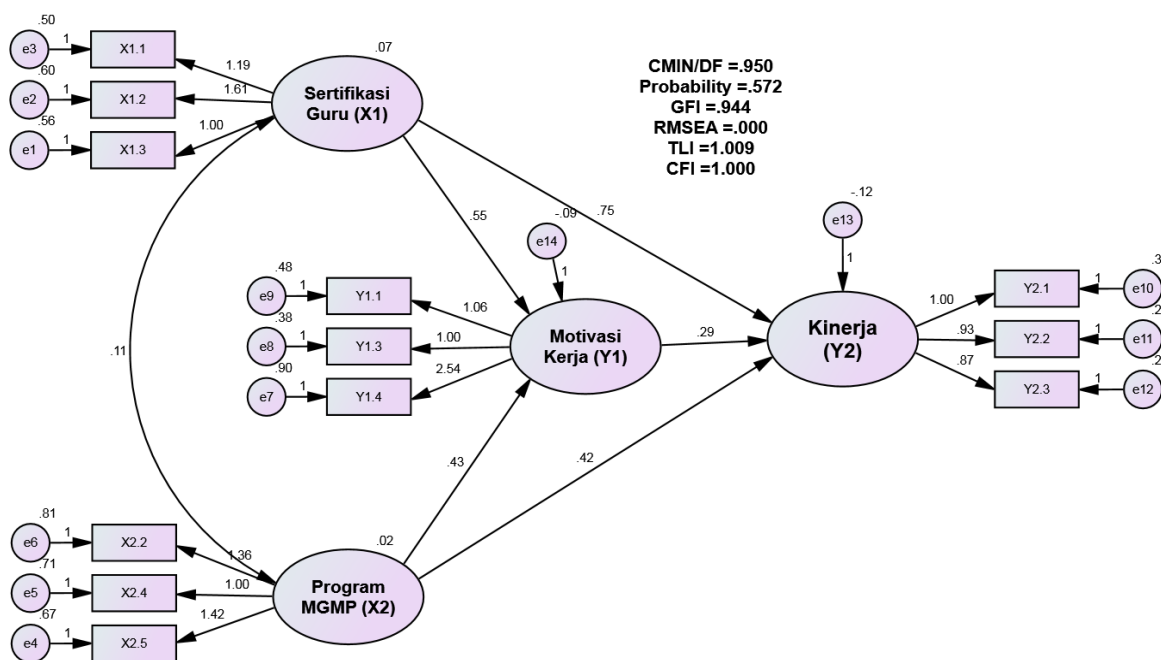 .50
e3
1
X1.1
1.19
.60
e2
1
X1.2
1.61
.56
e1
1
X1.3
1.00
.07
Sertifikasi
Guru (X1)
CMIN/DF =.950
Probability =.572
GFI =.944
RMSEA =.000
TLI =1.009
CFI =1.000
.11
.55
.75
-.09
e14
1
-.12
e13
1
.48
e9
1
Y1.1
1.06
.38
e8
1
Y1.3
1.00
.90
e7
1
Y1.4
2.54
Motivasi
Kerja (Y1)
.29
Kinerja
(Y2)
1.00
Y2.1
1
e10
.93
Y2.2
1
e11
.87
Y2.3
1
e12
.43
.42
.81
e6
1
X2.2
1.36
.71
e5
1
X2.4
1.00
.67
e4
1
X2.5
1.42
.02
Program
MGMP (X2)